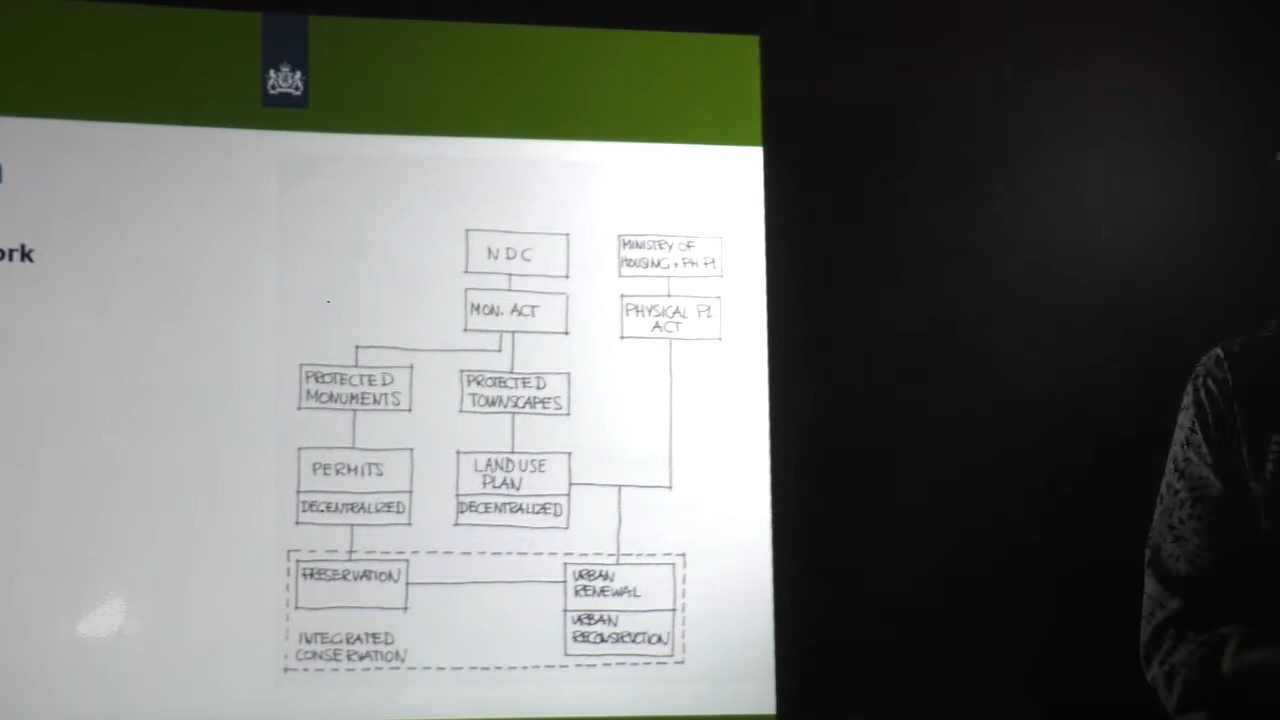 ork
NDC
MINISTRY OF
HOUSING + PH PL
MON. ACT
PHYSICAL PL.
ACT
PROTECTED
MONUMENTS
PROTECTED
TOWNSCAPES
PERMITS
DECENTRALIZED
LAND USE
PLAN
DECENTRALIZED
PRESERVATION
URBAN
RENEWAL
URBAN
RECONSTRUCTION
INTEGRATED
CONSERVATION